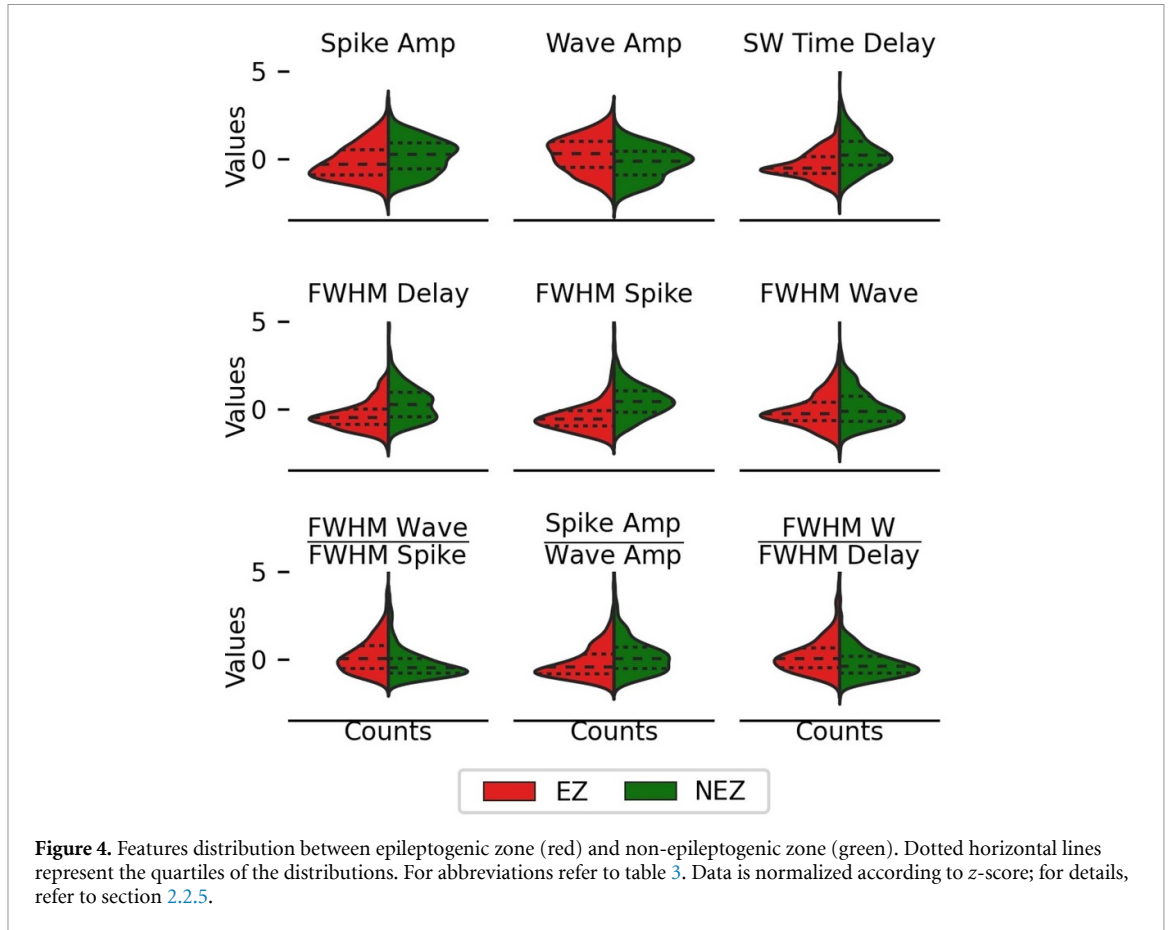 Spike Amp Wave Amp SW Time Delay
5
Values
0
FWHM Delay FWHM Spike FWHM Wave
5
Values
0
FWHM Wave Spike Amp FWHM W
FWHM Spike Wave Amp FWHM Delay
5
Values
0
Counts Counts Counts
EZ NEZ
Figure 4. Features distribution between epileptogenic zone (red) and non-epileptogenic zone (green). Dotted horizontal lines
represent the quartiles of the distributions. For abbreviations refer to table 3. Data is normalized according to z-score; for details,
refer to section 2.2.5.